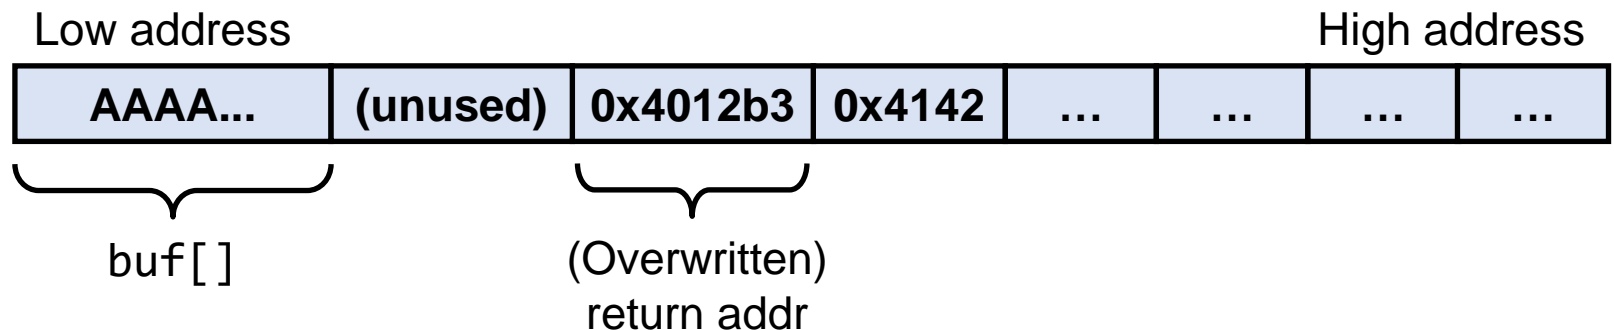 Low address High address
AAAA... (unused) 0x4012b3 0x4142 ... ... ... ...
buf[] (Overwritten)
return addr